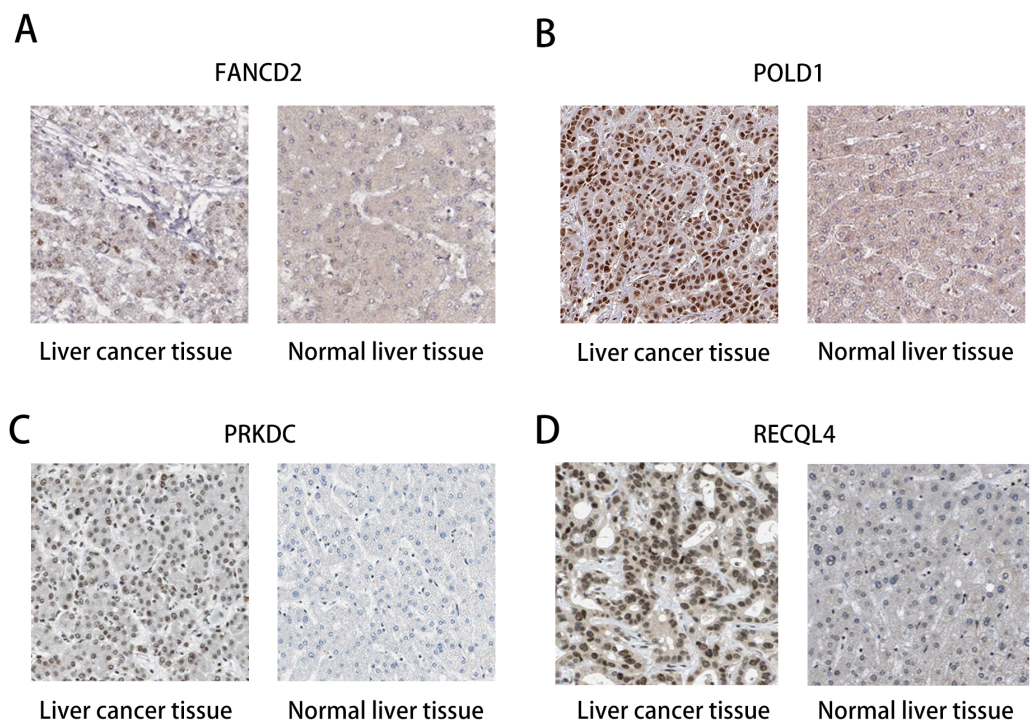 A
B
FANCD2
POLD1
Liver cancer tissue
Normal liver tissue
Liver cancer tissue
Normal liver tissue
C
D
PRKDC
RECQL4
Liver cancer tissue
Normal liver tissue
Liver cancer tissue
Normal liver tissue